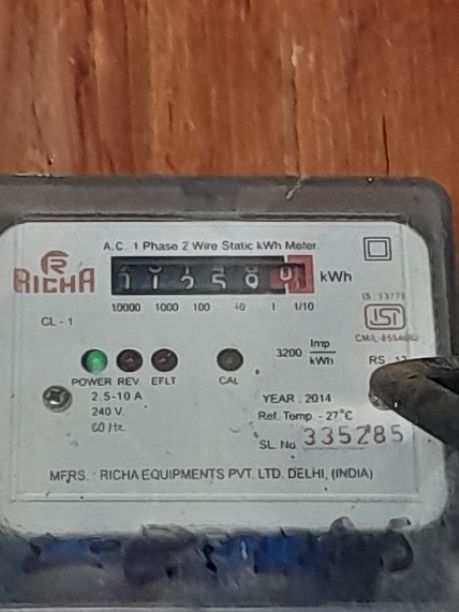 A.C. 1 Phase 2 Wire Static kWh Meter.
RICHA
kWh
10000 1000 100 10 1 1/10
CL - 1
3200 Imp/kWh
POWER REV EFLT CAL
2.5-10 A
240 V.
60 Hz.
YEAR : 2014
Ref. Temp. - 27°C
SL. No. 335285
MFRS. : RICHA EQUIPMENTS PVT. LTD. DELHI, (INDIA)